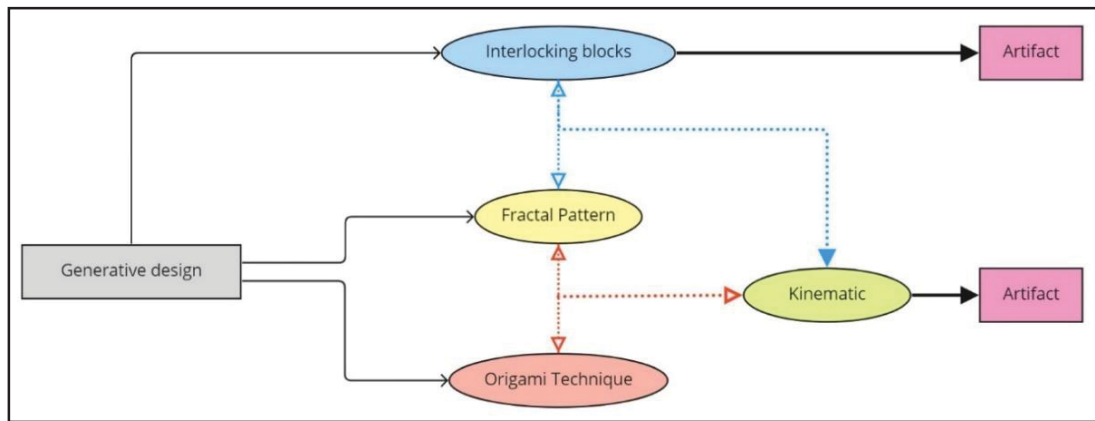 Interlocking blocks
Artifact
Fractal Pattern
Generative design
Kinematic
Artifact
Origami Technique